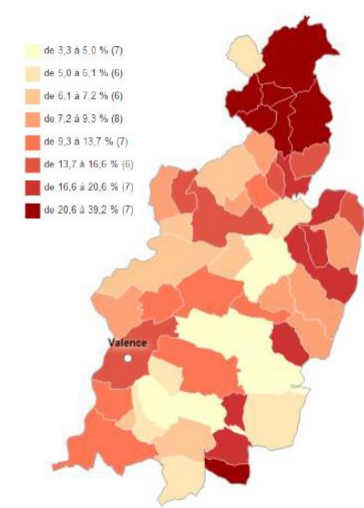 de 3,3 à 5,0 % (7)
de 5,0 à 6,1 % (6)
de 6,1 à 7,2 % (6)
de 7,2 à 9,3 % (8)
de 9,3 à 13,7 % (7)
de 13,7 à 16,6 % (6)
de 16,6 à 20,6 % (7)
de 20,6 à 39,2 % (7)
Valence